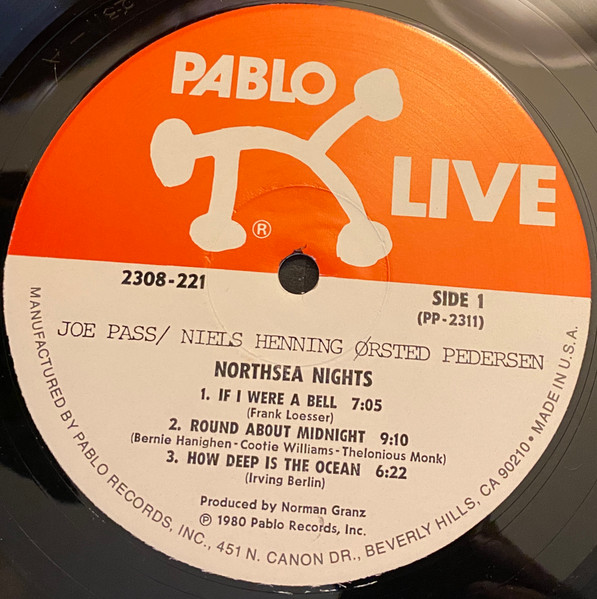 PABLO
LIVE
®
2308-221
SIDE 1
(PP-2311)
JOE PASS/ NIELS HENNING ØRSTED PEDERSEN
NORTHSEA NIGHTS
1. IF I WERE A BELL 7:05
(Frank Loesser)
2. ROUND ABOUT MIDNIGHT 9:10
(Bernie Hanighen - Cootie Williams - Thelonious Monk)
3. HOW DEEP IS THE OCEAN 6:22
(Irving Berlin)
Produced by Norman Granz
℗ 1980 Pablo Records, Inc.
MANUFACTURED BY PABLO RECORDS, INC., 451 N. CANON DR., BEVERLY HILLS, CA 90210 • MADE IN U.S.A.